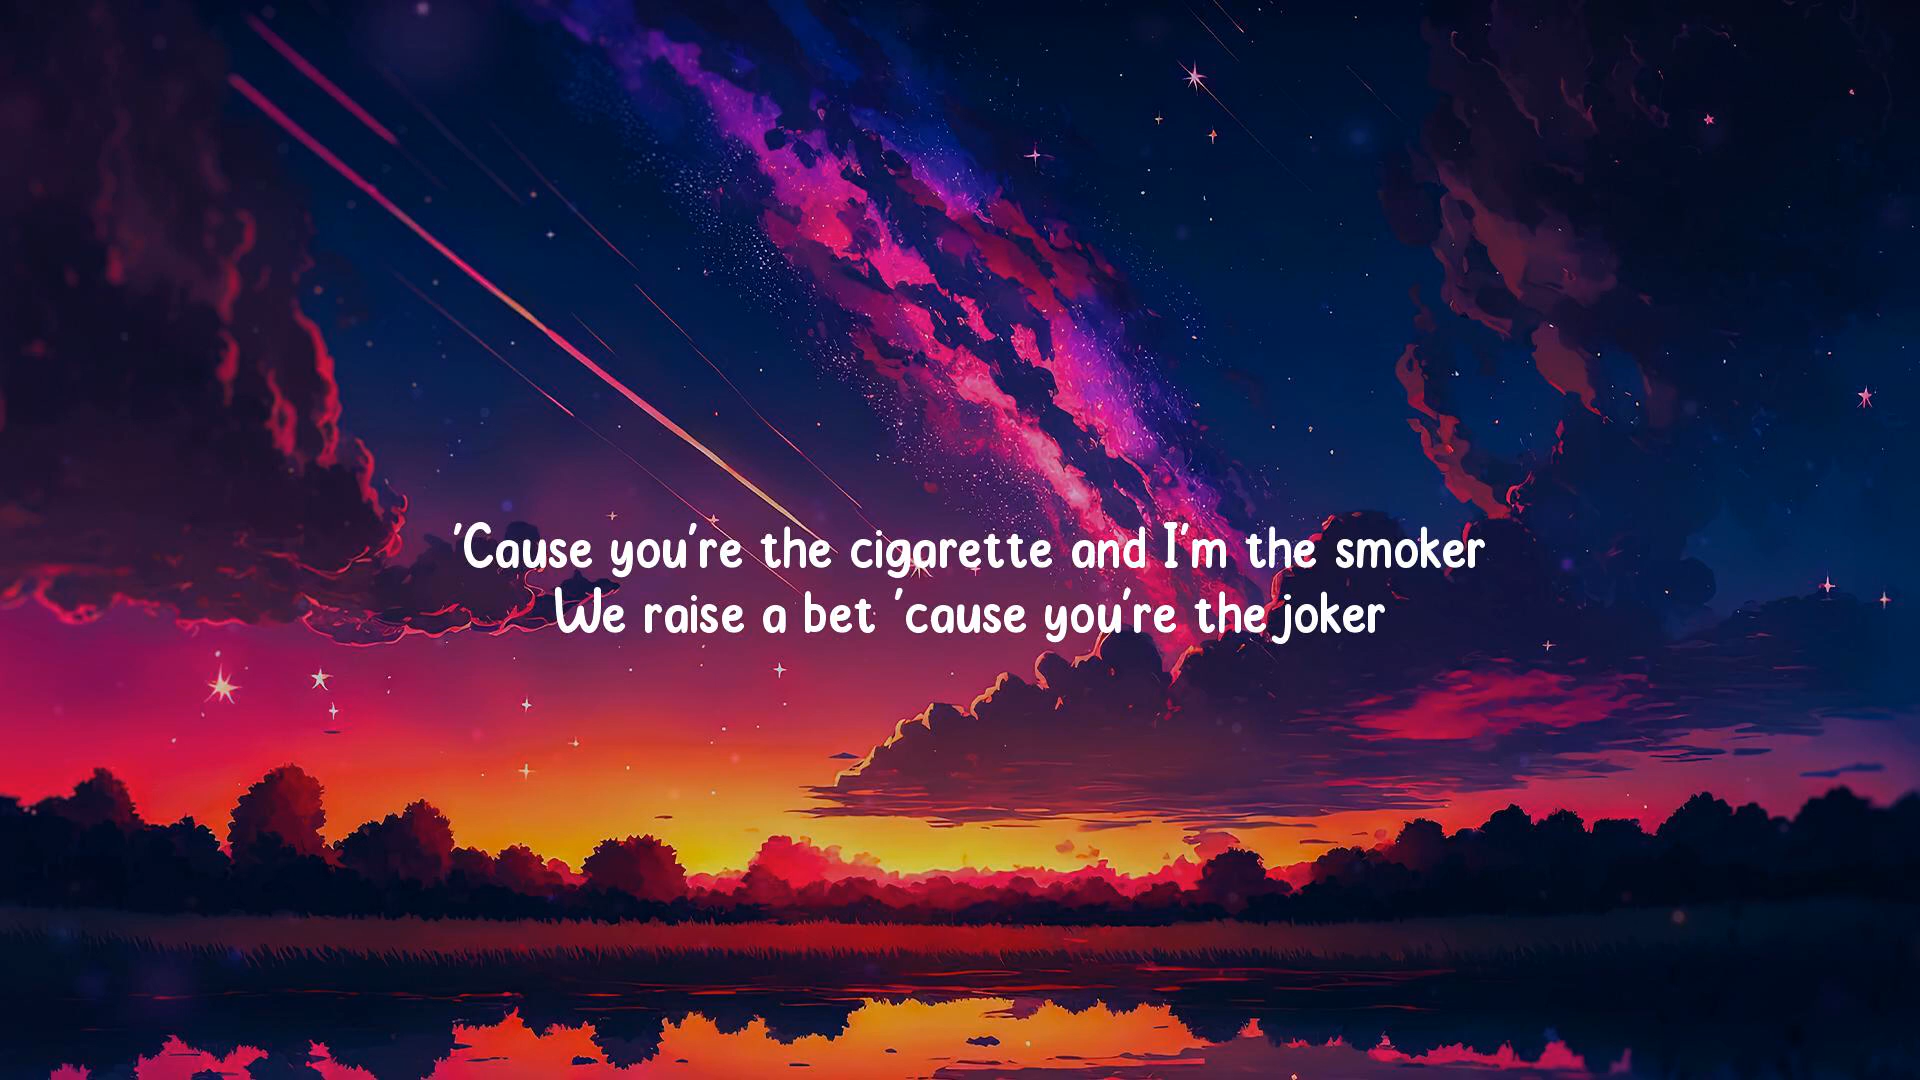 'Cause you're the cigarette and I'm the smoker
We raise a bet 'cause you're the joker